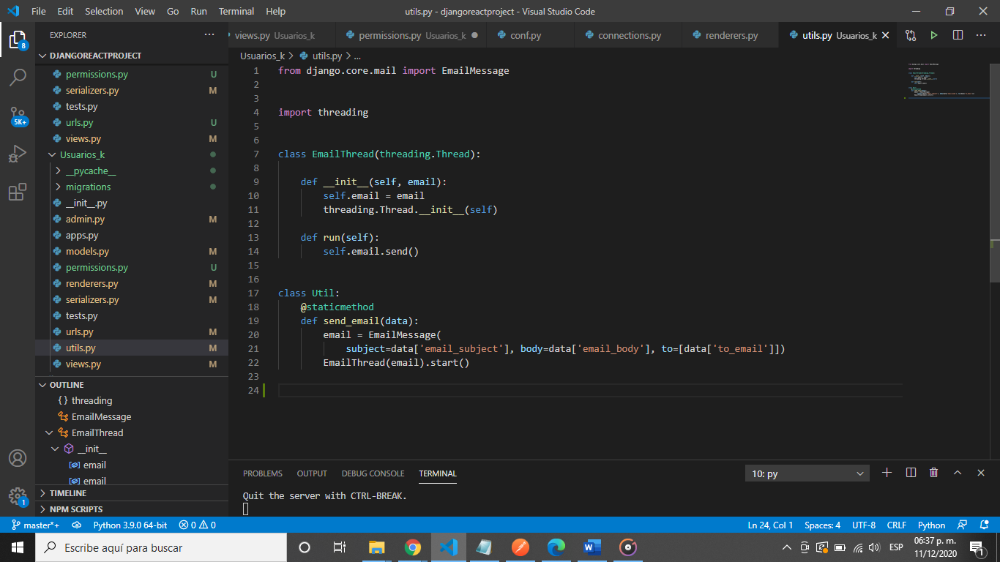 File Edit Selection View Go Run Terminal Help utils.py - djangoreactproject - Visual Studio Code
EXPLORER ...
DJANGOREACTPROJECT
permissions.py U
serializers.py M
tests.py
urls.py U
views.py M
Usuarios_k
__pycache__
migrations
__init__.py
admin.py M
apps.py
models.py M
permissions.py U
renderers.py M
serializers.py M
tests.py
urls.py M
utils.py M
views.py M
OUTLINE
{} threading
EmailMessage
EmailThread
__init__
email
email
TIMELINE
NPM SCRIPTS
8
5K+
1
views.py Usuarios_k permissions.py Usuarios_k conf.py connections.py renderers.py utils.py Usuarios_k
Usuarios_k > utils.py > ...
1 from django.core.mail import EmailMessage
2
3
4 import threading
5
6
7 class EmailThread(threading.Thread):
8
9 def __init__(self, email):
10 self.email = email
11 threading.Thread.__init__(self)
12
13 def run(self):
14 self.email.send()
15
16
17 class Util:
18 @staticmethod
19 def send_email(data):
20 email = EmailMessage(
21 subject=data['email_subject'], body=data['email_body'], to=[data['to_email']])
22 EmailThread(email).start()
23
24
PROBLEMS OUTPUT DEBUG CONSOLE TERMINAL 10: py
Quit the server with CTRL-BREAK.
master*+ Python 3.9.0 64-bit 0 0 Ln 24, Col 1 Spaces: 4 UTF-8 CRLF Python
Escribe aquí para buscar ESP 06:37 p. m.
11/12/2020
1